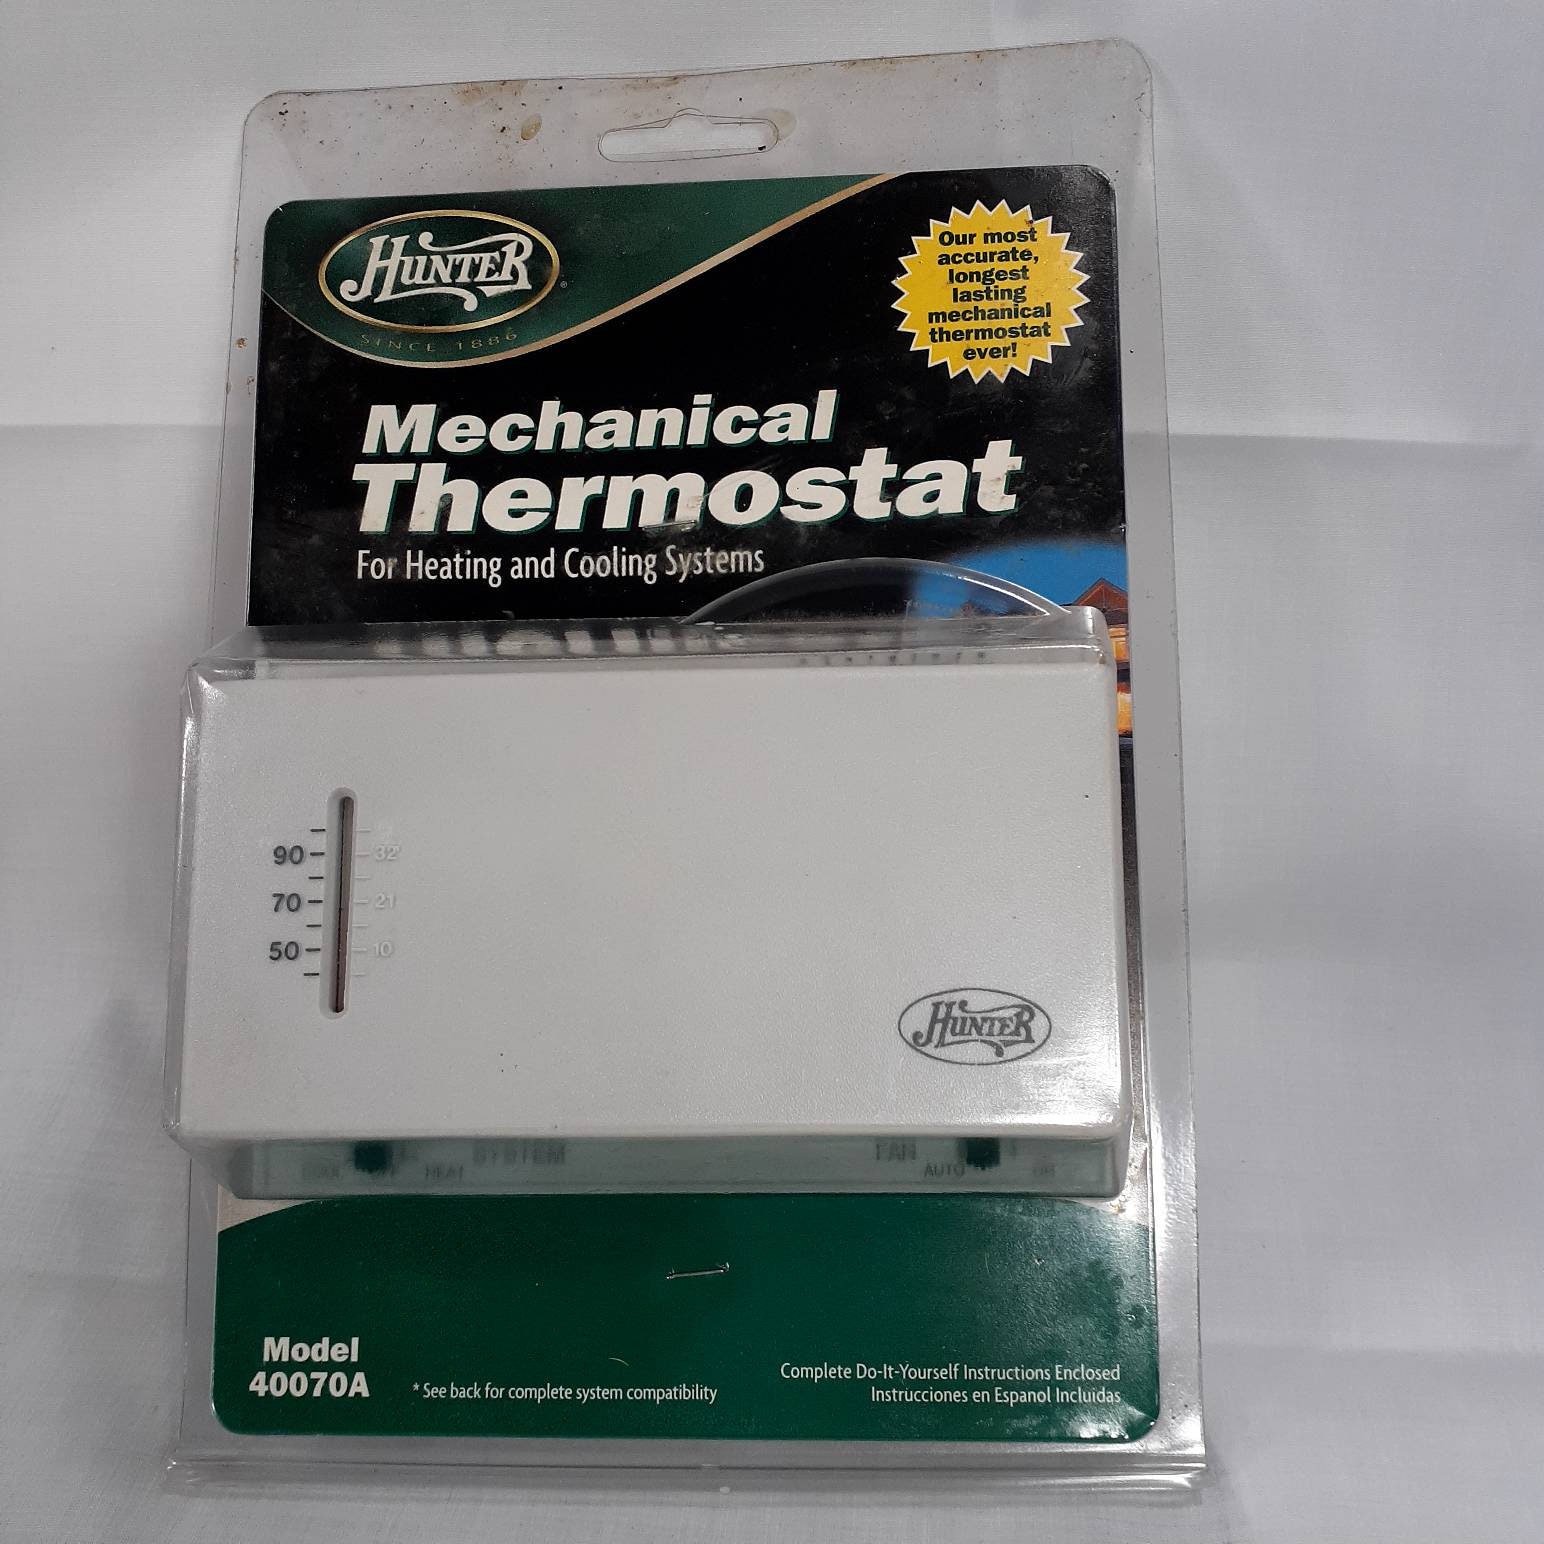 HUNTER
SINCE 1886
Our most
accurate,
longest
lasting
mechanical
thermostat
ever!
Mechanical
Thermostat
For Heating and Cooling Systems
90 32
70 21
50 10
HUNTER
SYSTEM FAN
COOL HEAT AUTO ON
Model
40070A
* See back for complete system compatibility
Complete Do-It-Yourself Instructions Enclosed
Instrucciones en Espanol Incluidas